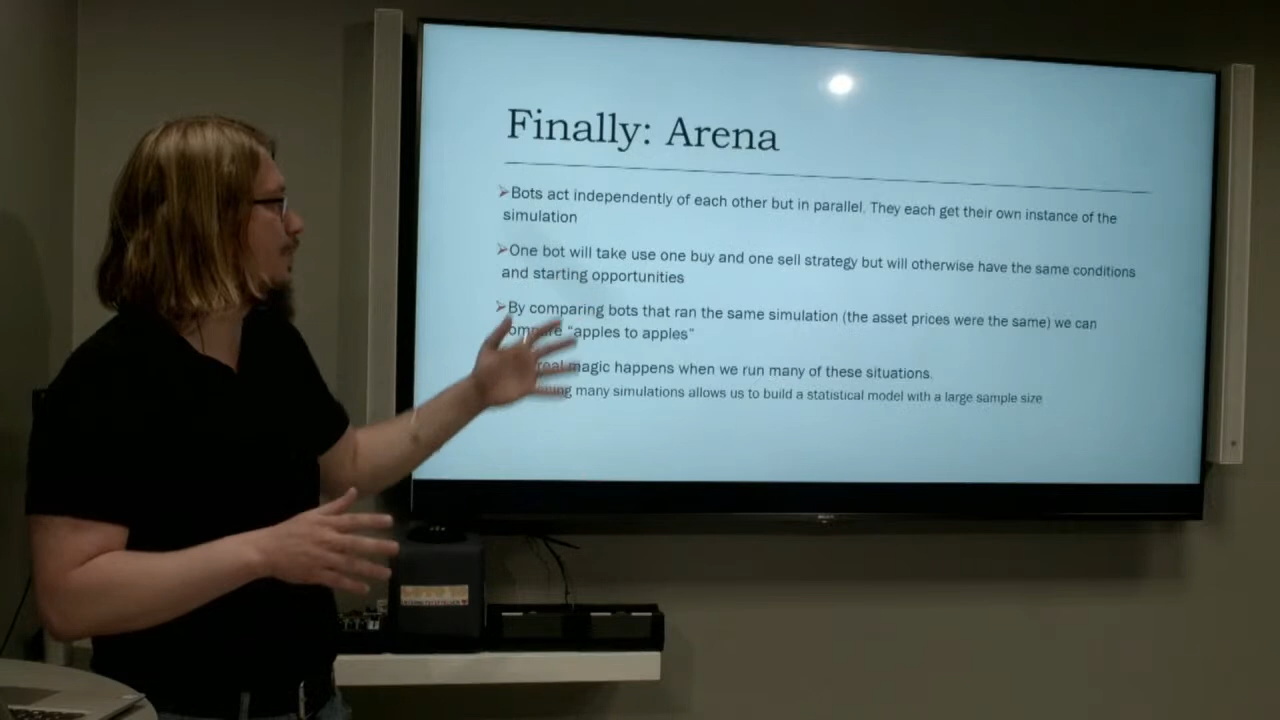 Finally: Arena
Bots act independently of each other but in parallel. They each get their own instance of the
simulation
One bot will take use one buy and one sell strategy but will otherwise have the same conditions
and starting opportunities
By comparing bots that ran the same simulation (the asset prices were the same) we can
"apples to apples"
magic happens when we run many of these situations.
many simulations allows us to build a statistical model with a large sample size